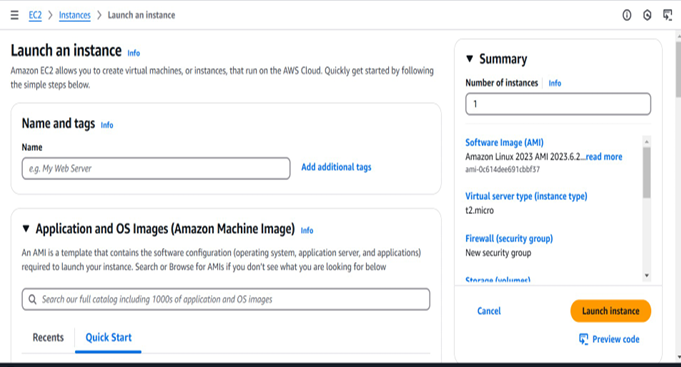 EC2 > Instances > Launch an instance
Launch an instance Info
Amazon EC2 allows you to create virtual machines, or instances, that run on the AWS Cloud. Quickly get started by following
the simple steps below.
Name and tags Info
Name
e.g. My Web Server
Add additional tags
Application and OS Images (Amazon Machine Image) Info
An AMI is a template that contains the software configuration (operating system, application server, and applications)
required to launch your instance. Search or Browse for AMIs if you don't see what you are looking for below
Search our full catalog including 1000s of application and OS images
Recents
Quick Start
Summary
Number of instances Info
1
Software Image (AMI)
Amazon Linux 2023 AMI 2023.6.2...read more
ami-0c614dee691cbbf37
Virtual server type (instance type)
t2.micro
Firewall (security group)
New security group
Storage (volumes)
Cancel
Launch instance
Preview code